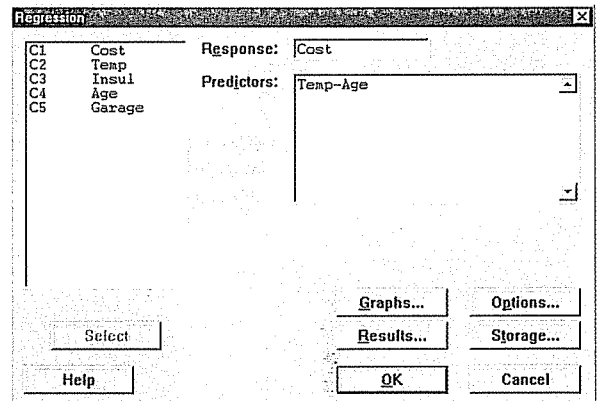 Regression
C1 Cost
C2 Temp
C3 Insul
C4 Age
C5 Garage
Response: Cost
Predictors: Temp-Age
Graphs... Options...
Select Results... Storage...
Help OK Cancel